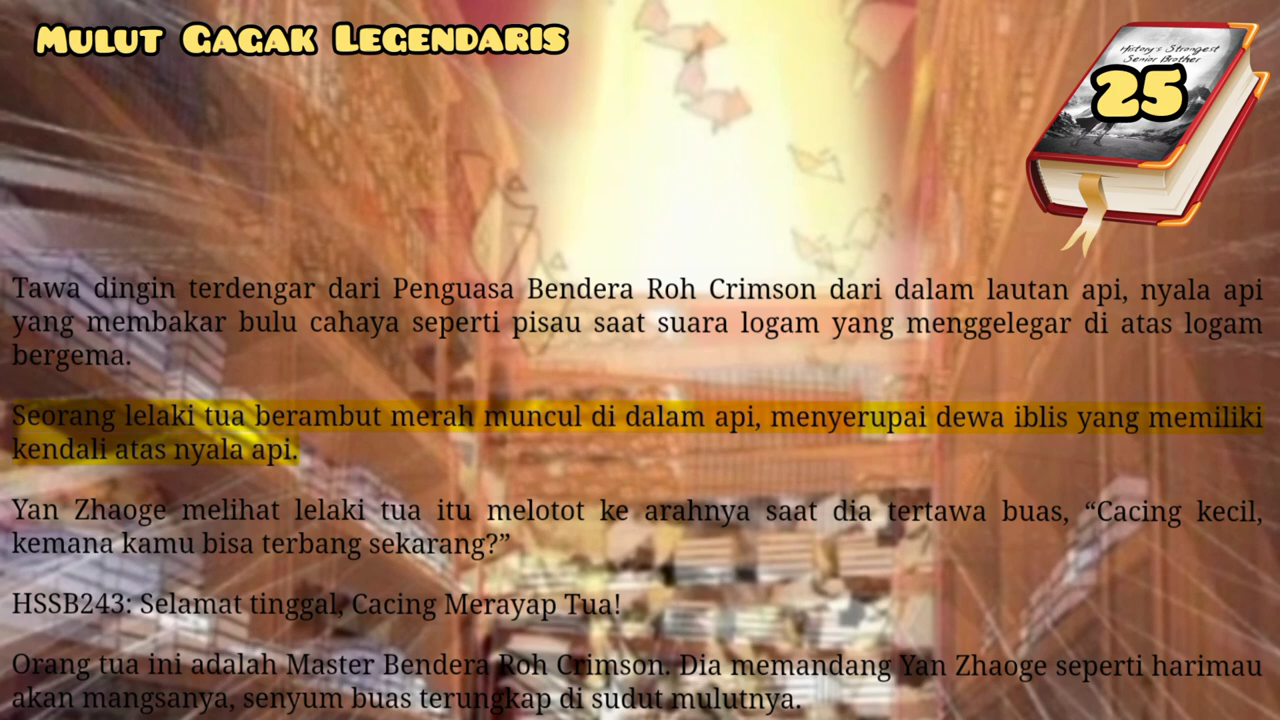 Mulut Gagak Legendaris
History's Strongest
Senior Brother
25
Tawa dingin terdengar dari Penguasa Bendera Roh Crimson dari dalam lautan api, nyala api
yang membakar bulu cahaya seperti pisau saat suara logam yang menggelegar di atas logam
bergema.
Seorang lelaki tua berambut merah muncul di dalam api, menyerupai dewa iblis yang memiliki
kendali atas nyala api.
Yan Zhaoge melihat lelaki tua itu melotot ke arahnya saat dia tertawa buas, “Cacing kecil,
kemana kamu bisa terbang sekarang?”
HSSB243: Selamat tinggal, Cacing Merayap Tua!
Orang tua ini adalah Master Bendera Roh Crimson. Dia memandang Yan Zhaoge seperti harimau
akan mangsanya, senyum buas terungkap di sudut mulutnya.